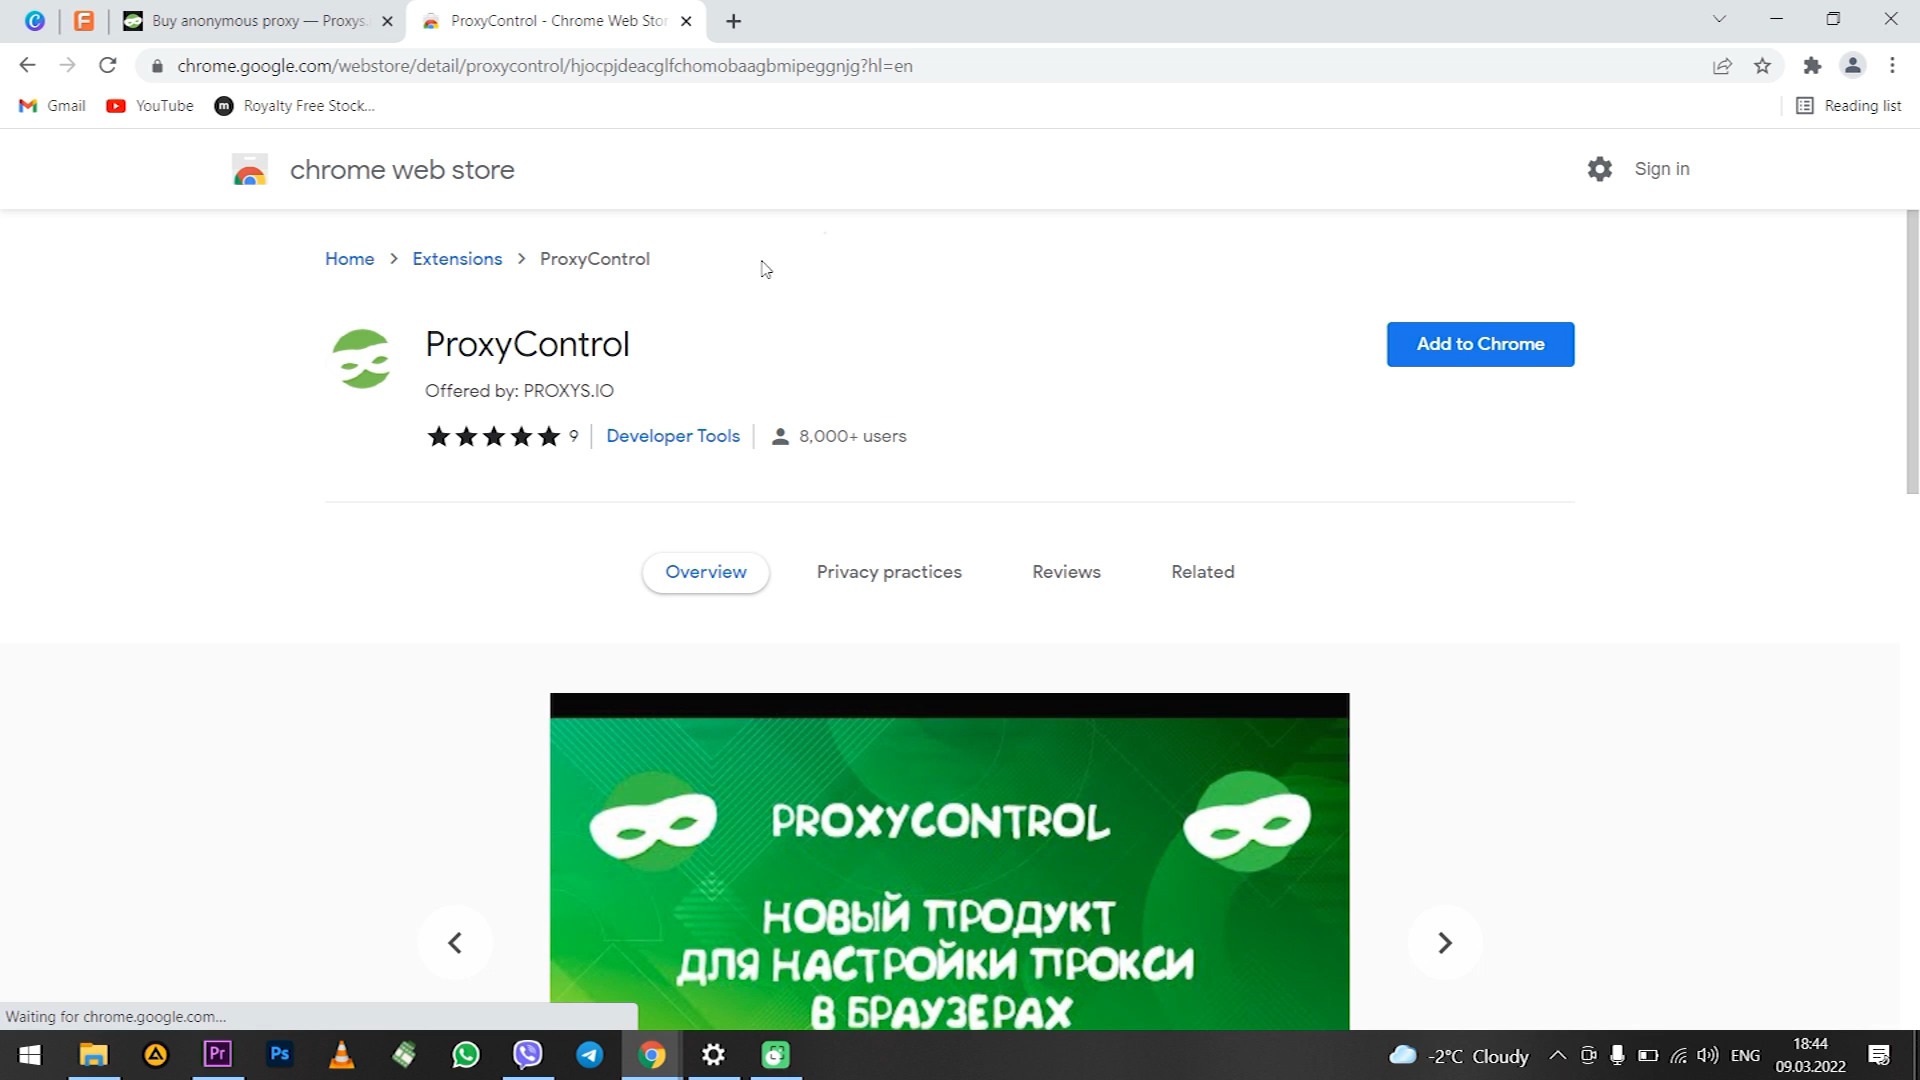 Buy anonymous proxy — Proxys.
ProxyControl - Chrome Web Stor
chrome.google.com/webstore/detail/proxycontrol/hjocpjdeacglfchomobaagbmipeggnjg?hl=en
Gmail
YouTube
Royalty Free Stock...
Reading list
chrome web store
Sign in
Home > Extensions > ProxyControl
ProxyControl
Add to Chrome
Offered by: PROXYS.IO
9
Developer Tools
8,000+ users
Overview
Privacy practices
Reviews
Related
PROXYCONTROL
НОВЫЙ ПРОДУКТ
ДЛЯ НАСТРОЙКИ ПРОКСИ
В БРАУЗЕРАХ
Waiting for chrome.google.com...
-2°C Cloudy
ENG
18:44
09.03.2022